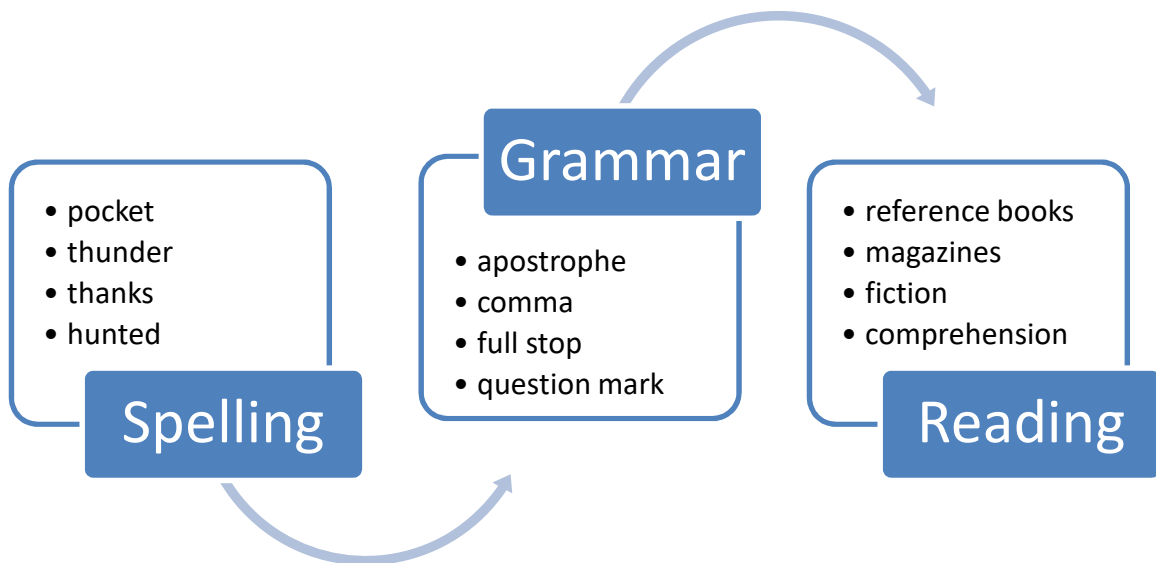 • pocket
• thunder
• thanks
• hunted
Spelling
Grammar
• apostrophe
• comma
• full stop
• question mark
• reference books
• magazines
• fiction
• comprehension
Reading